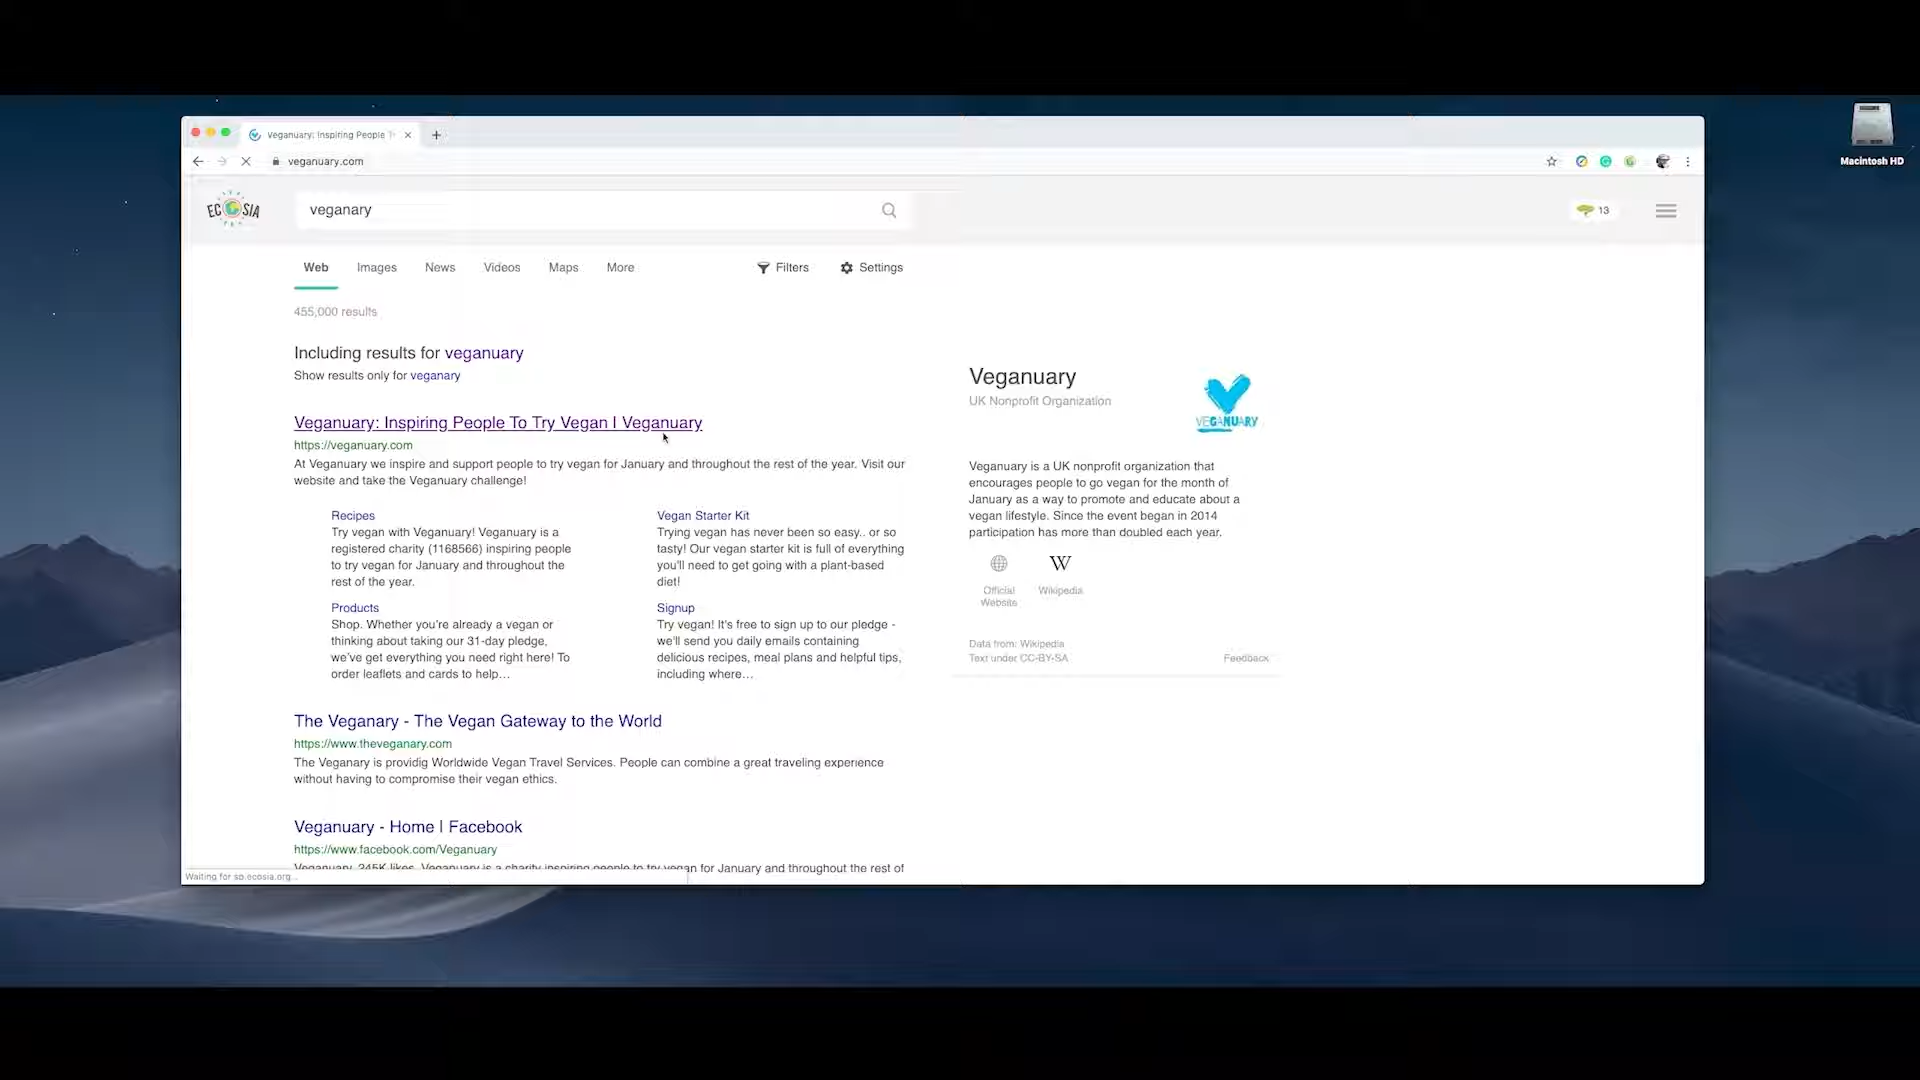 Veganuary: Inspiring People T
veganuary.com
Macintosh HD
ECOSIA
veganary
13
Web Images News Videos Maps More Filters Settings
455,000 results
Including results for veganuary
Show results only for veganary
Veganuary: Inspiring People To Try Vegan | Veganuary
https://veganuary.com
At Veganuary we inspire and support people to try vegan for January and throughout the rest of the year. Visit our
website and take the Veganuary challenge!
Recipes
Try vegan with Veganuary! Veganuary is a
registered charity (1168566) inspiring people
to try vegan for January and throughout the
rest of the year.
Vegan Starter Kit
Trying vegan has never been so easy.. or so
tasty! Our vegan starter kit is full of everything
you'll need to get going with a plant-based
diet!
Products
Shop. Whether you're already a vegan or
thinking about taking our 31-day pledge,
we've got everything you need right here! To
order leaflets and cards to help...
Signup
Try vegan! It's free to sign up to our pledge -
we'll send you daily emails containing
delicious recipes, meal plans and helpful tips,
including where...
The Veganary - The Vegan Gateway to the World
https://www.theveganary.com
The Veganary is providig Worldwide Vegan Travel Services. People can combine a great traveling experience
without having to compromise their vegan ethics.
Veganuary - Home | Facebook
https://www.facebook.com/Veganuary
Veganuary. 245K likes. Veganuary is a charity inspiring people to try vegan for January and throughout the rest of
Waiting for sp.ecosia.org...
Veganuary
UK Nonprofit Organization
VEGANUARY
Veganuary is a UK nonprofit organization that
encourages people to go vegan for the month of
January as a way to promote and educate about a
vegan lifestyle. Since the event began in 2014
participation has more than doubled each year.
Official
Website
Wikipedia
Data from: Wikipedia
Text under CC-BY-SA
Feedback